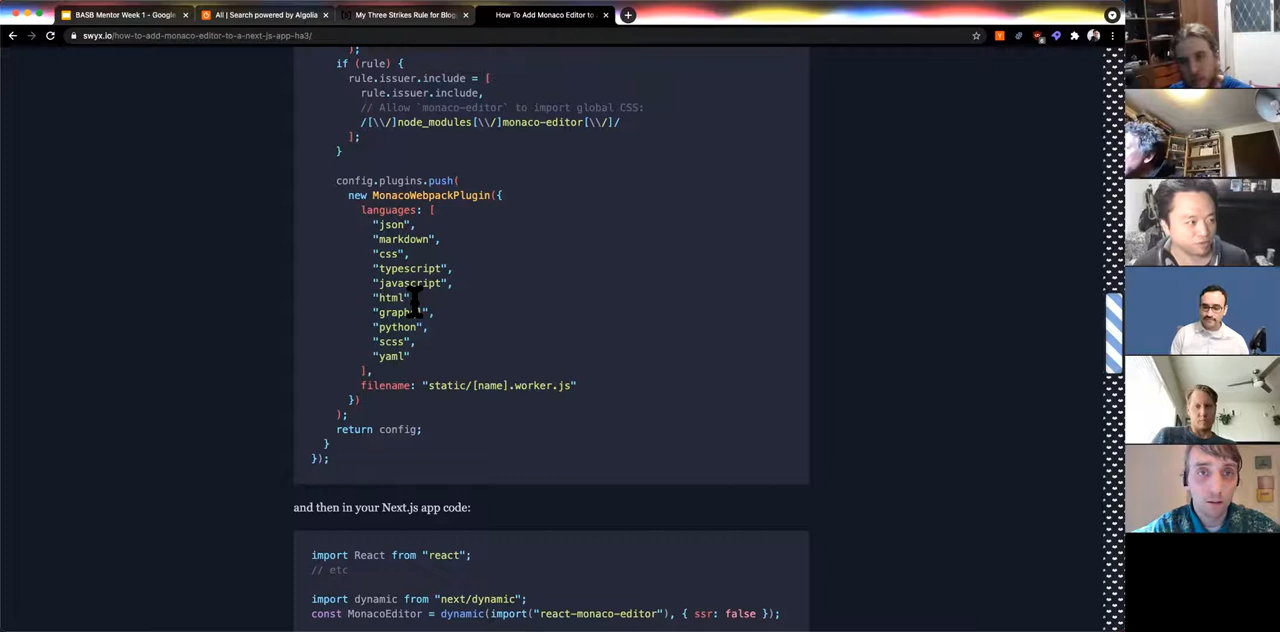 BASB Mentor Week 1 - Google
All | Search powered by Algolia
My Three Strikes Rule for Blog
How To Add Monaco Editor to
swyx.io/how-to-add-monaco-editor-to-a-next-js-app-ha3/
);
if (rule) {
rule.issuer.include = [
rule.issuer.include,
// Allow `monaco-editor` to import global CSS:
/[\\/]node_modules[\\/]monaco-editor[\\/]/
];
}
config.plugins.push(
new MonacoWebpackPlugin({
languages: [
"json",
"markdown",
"css",
"typescript",
"javascript",
"html"
"python",
"scss",
"yaml"
],
filename: "static/[name].worker.js"
})
);
return config;
}
});
and then in your Next.js app code:
import React from "react";
// etc
import dynamic from "next/dynamic";
const MonacoEditor = dynamic(import("react-monaco-editor"), { ssr: false });